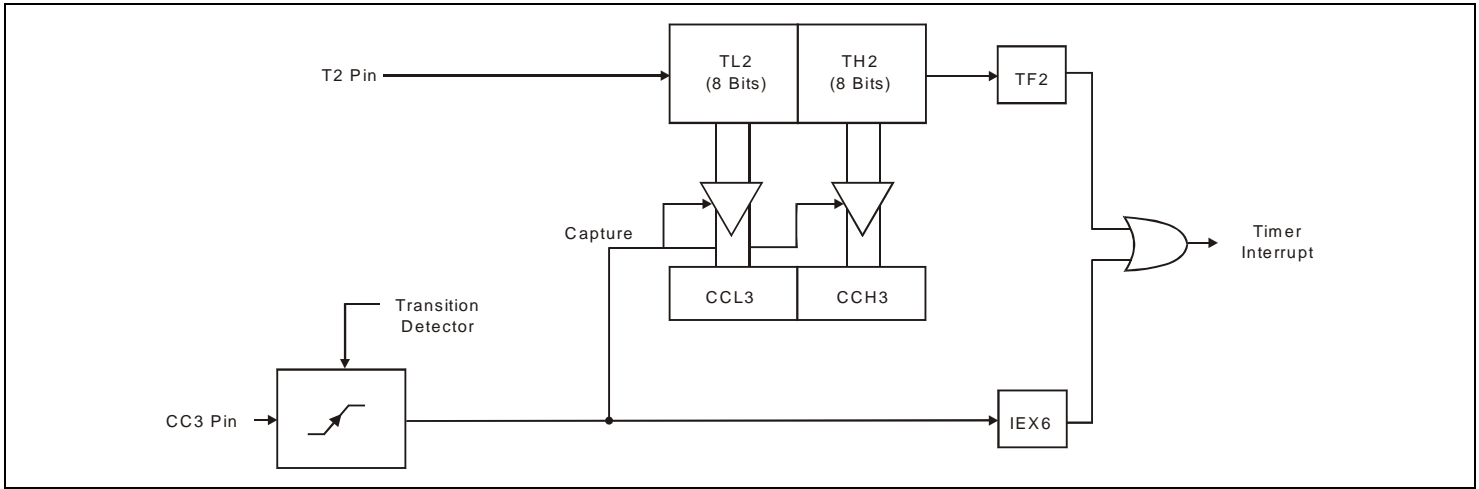 T2 Pin
TL2
(8 Bits)
TH2
(8 Bits)
TF2
Capture
Timer
Interrupt
CCL3
CCH3
Transition
Detector
CC3 Pin
IEX6